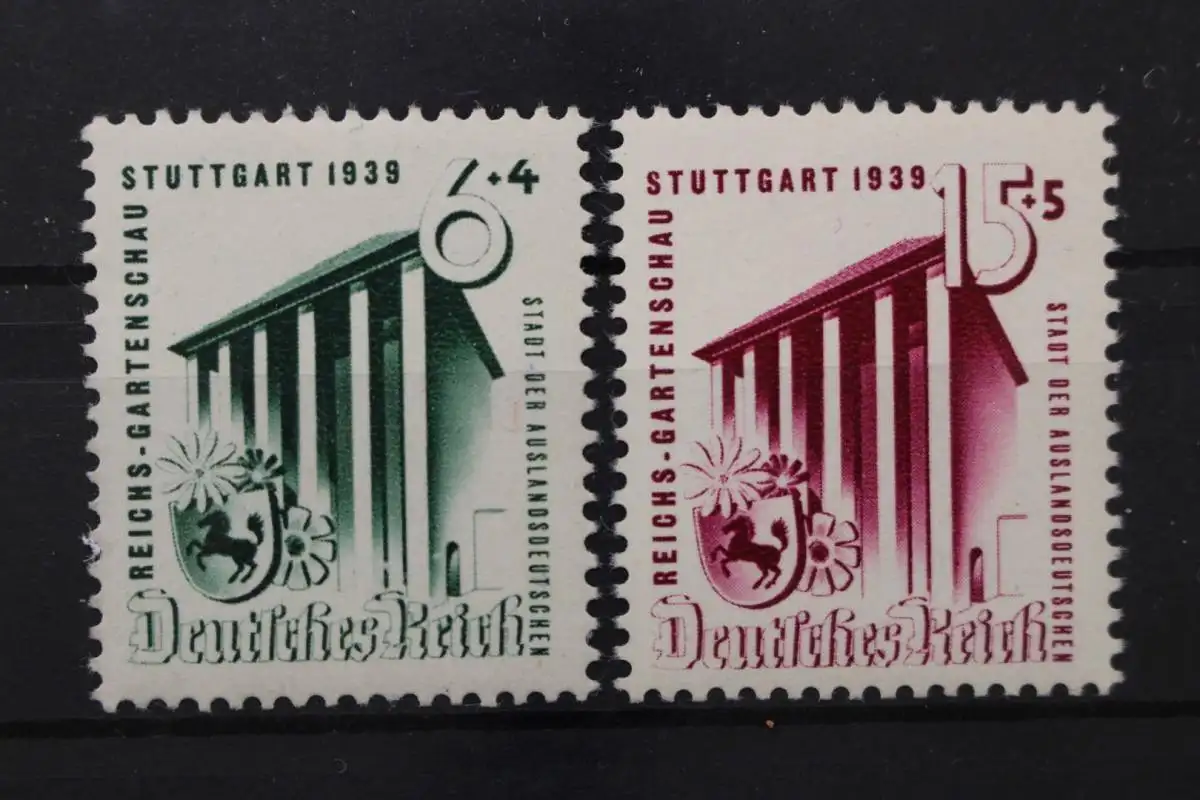 STUTTGART 1939
6+4
REICHS-GARTENSCHAU
STADT DER AUSLANDSDEUTSCHEN
Deutsches Reich
STUTTGART 1939
15+5
REICHS-GARTENSCHAU
STADT DER AUSLANDSDEUTSCHEN
Deutsches Reich